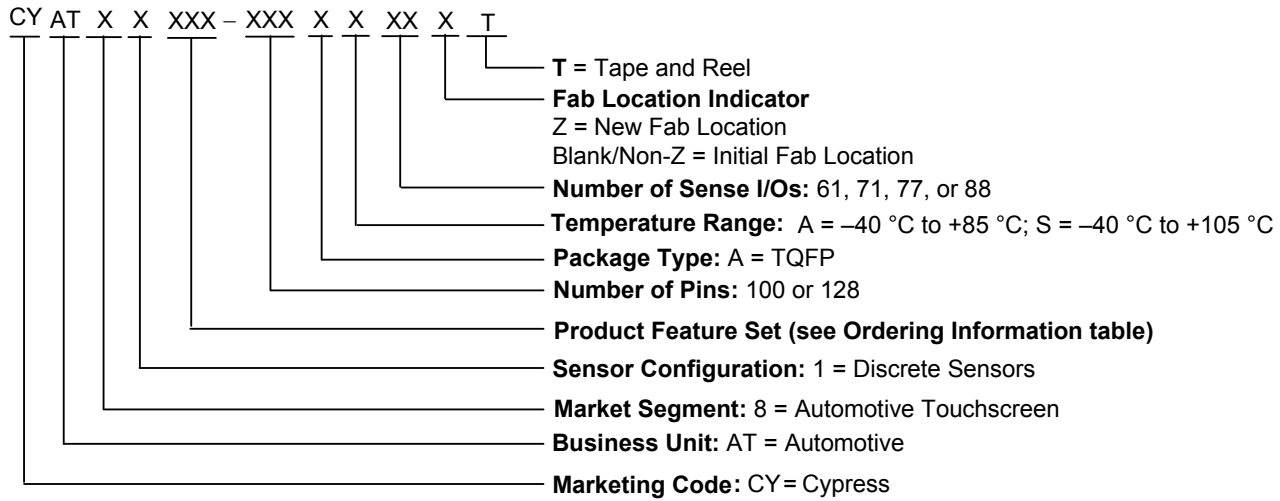 CY AT X X XXX – XXX X X XX X T
T = Tape and Reel
Fab Location Indicator
Z = New Fab Location
Blank/Non-Z = Initial Fab Location
Number of Sense I/Os: 61, 71, 77, or 88
Temperature Range: A = –40 °C to +85 °C; S = –40 °C to +105 °C
Package Type: A = TQFP
Number of Pins: 100 or 128
Product Feature Set (see Ordering Information table)
Sensor Configuration: 1 = Discrete Sensors
Market Segment: 8 = Automotive Touchscreen
Business Unit: AT = Automotive
Marketing Code: CY = Cypress